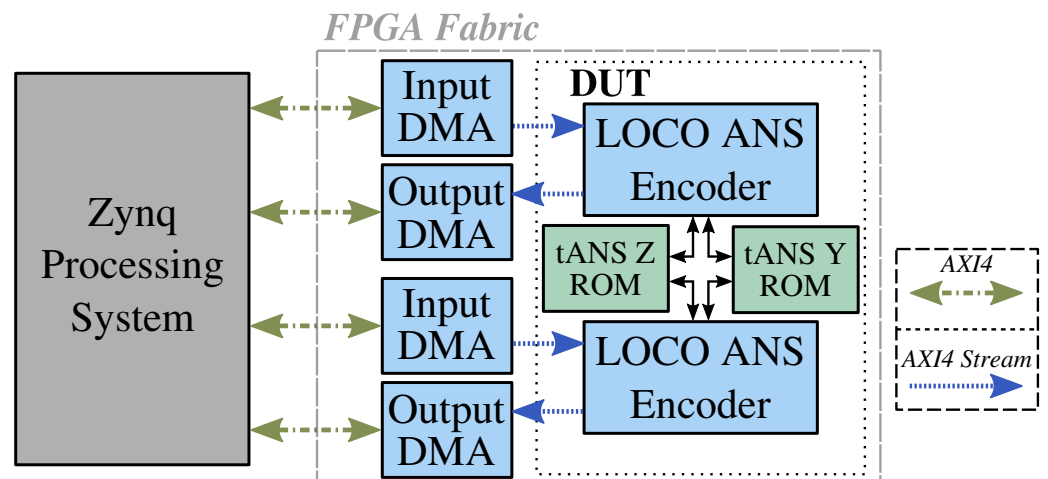 FPGA Fabric
Zynq
Processing
System
Input
DMA
Output
DMA
Input
DMA
Output
DMA
DUT
LOCO ANS
Encoder
tANS Z
ROM
tANS Y
ROM
LOCO ANS
Encoder
AXI4
AXI4 Stream